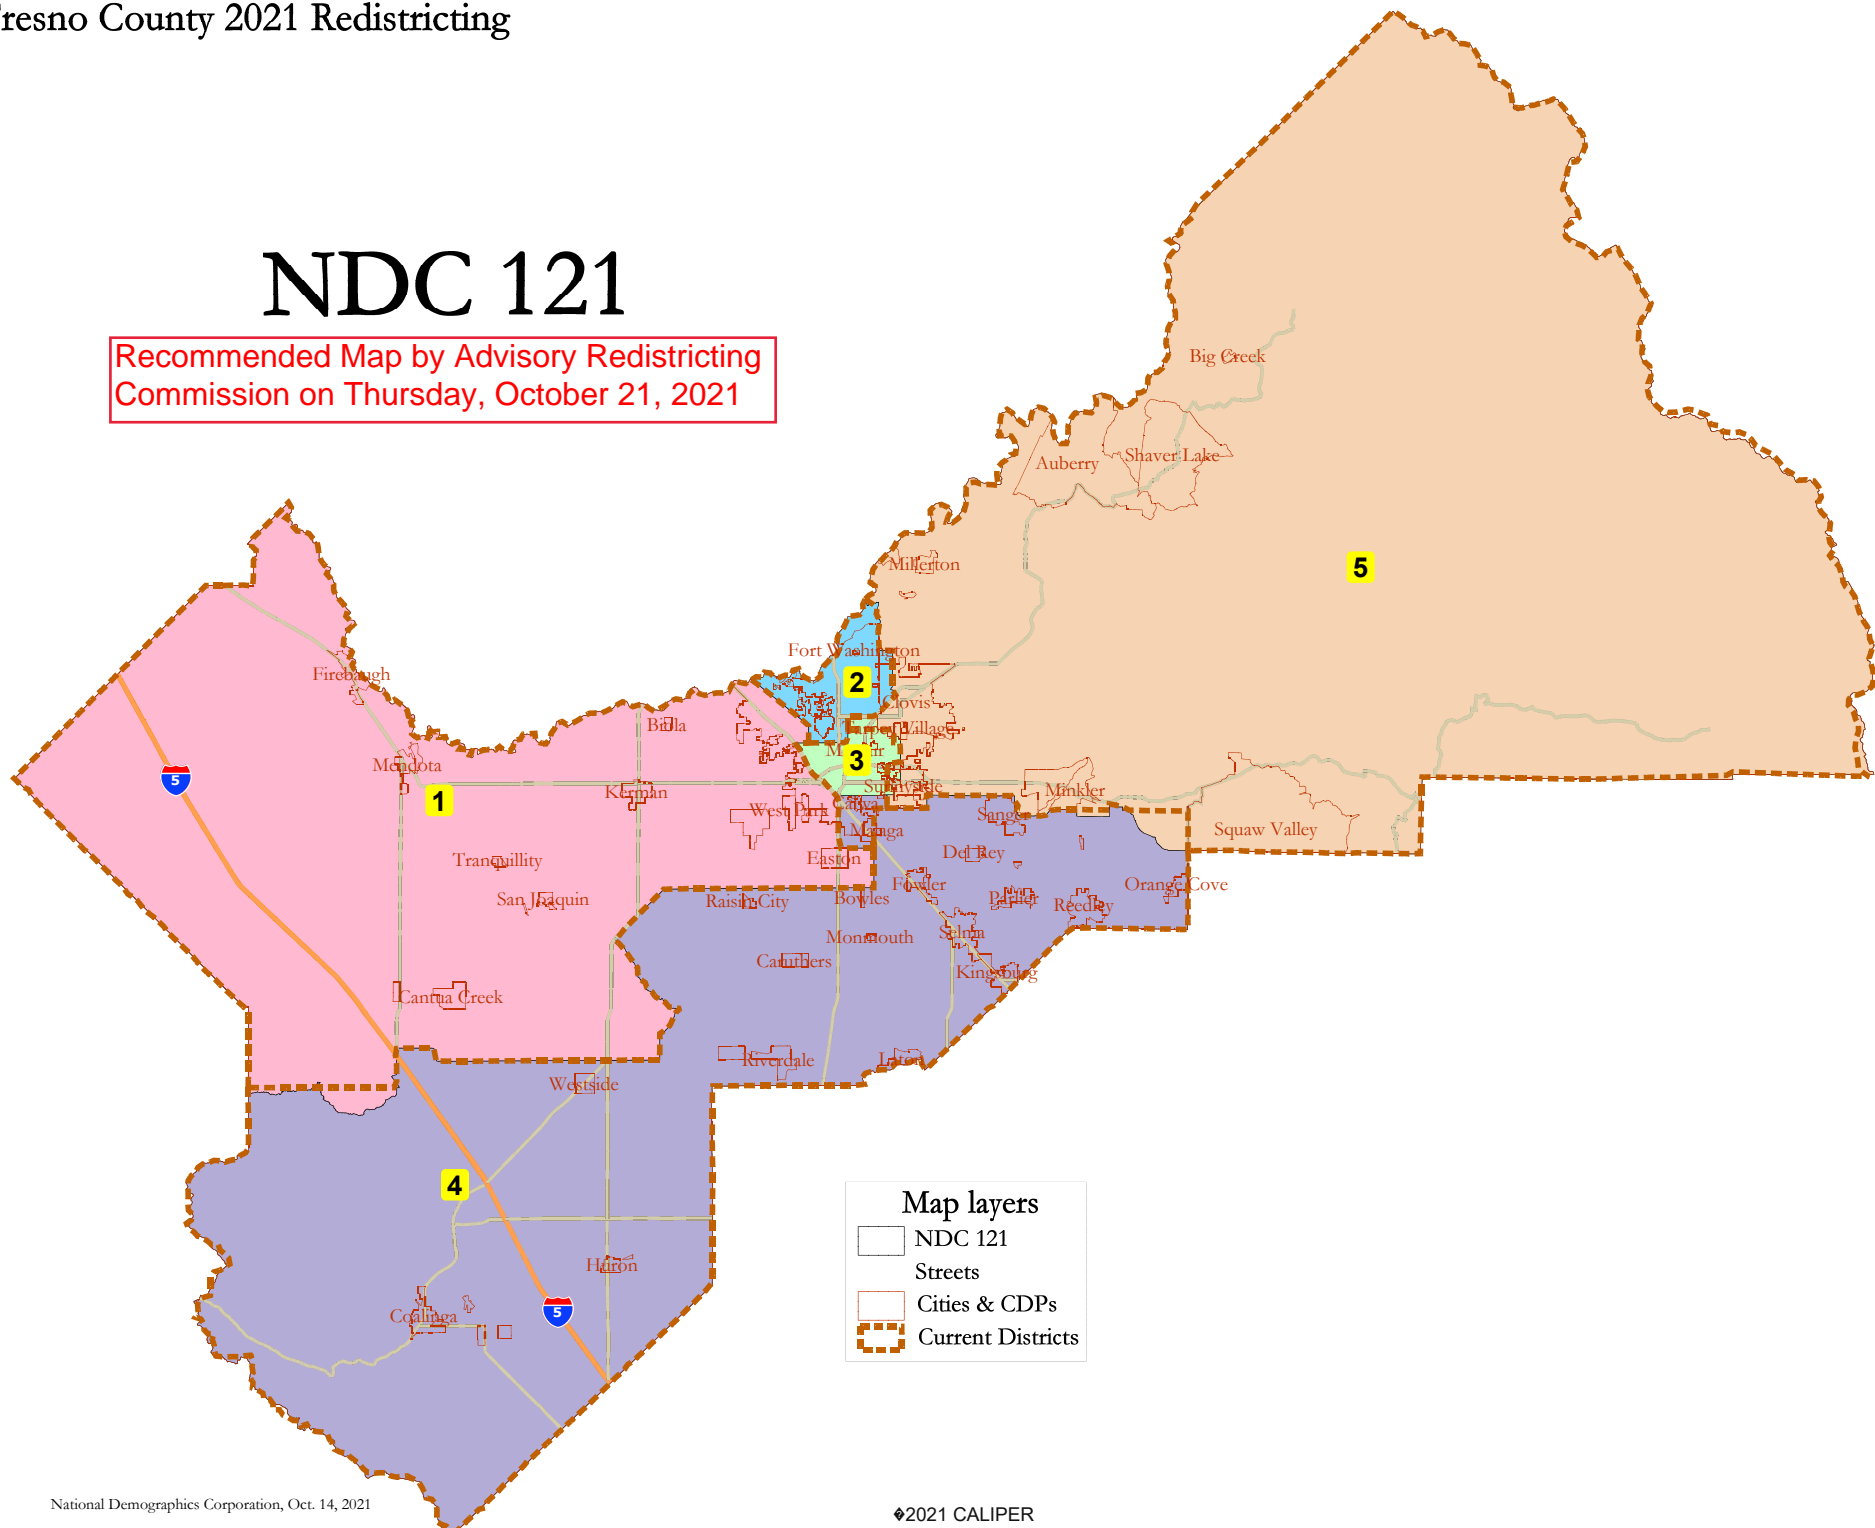 resno County 2021 Redistricting
NDC 121
Recommended Map by Advisory Redistricting
Commission on Thursday, October 21, 2021
Big Creek
Auberry
Shaver Lake
Millerton
5
Fort Washington
Firebaugh
2
Clovis
Biola
Village
3
Mendota
5
1
Kerman
Sunnyside
Minkler
West Park
Calwa
Sanger
Malaga
Squaw Valley
Tranquillity
Easton
Del Rey
Fowler
Orange Cove
San Joaquin
Raisin City
Bowles
Parlier
Reedley
Monmouth
Selma
Caruthers
Kingsburg
Cantua Creek
Riverdale
Laton
Westside
4
Huron
Coalinga
5
Map layers
NDC 121
Streets
Cities & CDPs
Current Districts
National Demographics Corporation, Oct. 14, 2021
�2021 CALIPER